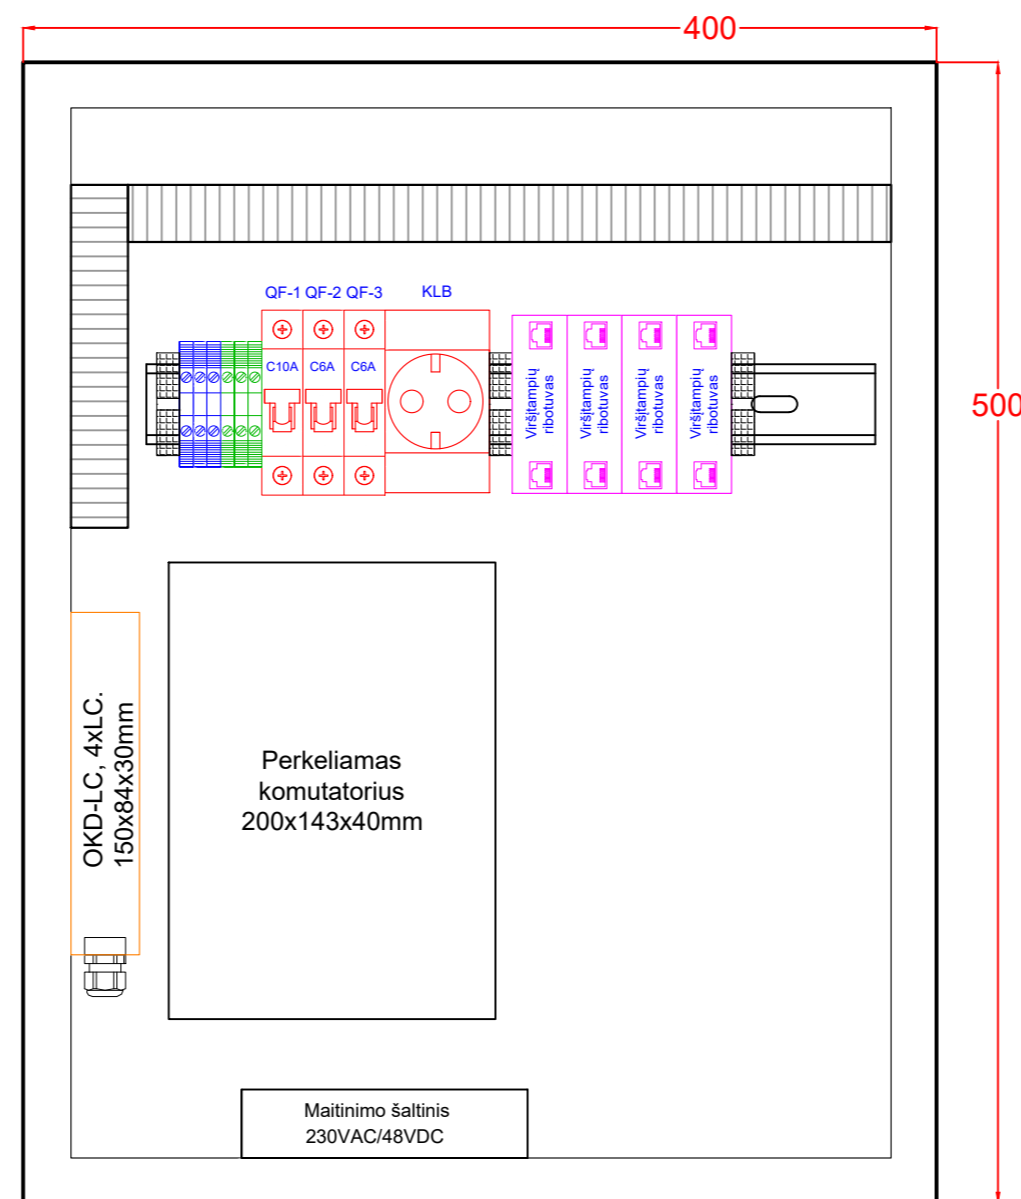 400
500
QF-1 QF-2 QF-3 KLB
C10A C6A C6A
Viršįtampių
ribotuvas
Viršįtampių
ribotuvas
Viršįtampių
ribotuvas
Viršįtampių
ribotuvas
OKD-LC, 4xLC.
150x84x30mm
Perkeliamas
komutatorius
200x143x40mm
Maitinimo šaltinis
230VAC/48VDC